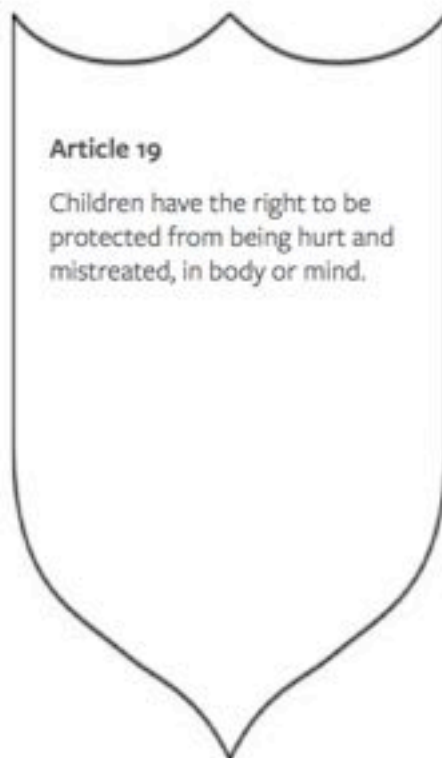 Article 19
Children have the right to be
protected from being hurt and
mistreated, in body or mind.